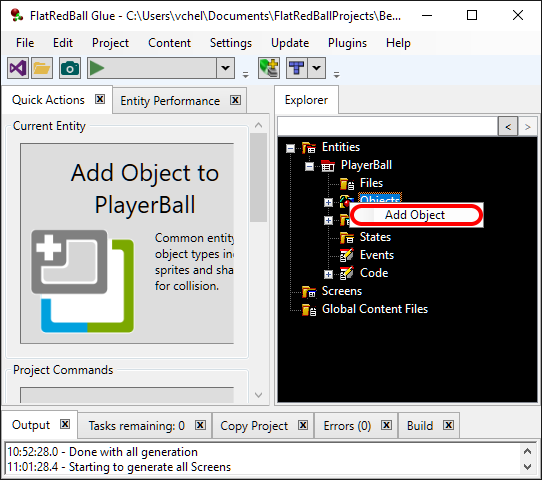 FlatRedBall Glue - C:\Users\vchel\Documents\FlatRedBallProjects\Be...
File Edit Project Content Settings Update Plugins Help
Quick Actions Entity Performance
Explorer
Current Entity
Add Object to
PlayerBall
Common entity
object types inc
sprites and sha
for collision.
Project Commands
< >
Entities
PlayerBall
Files
Objects
Add Object
States
Events
Code
Screens
Global Content Files
Output Tasks remaining: 0 Copy Project Errors (0) Build
10:52:28.0 - Done with all generation
11:01:28.4 - Starting to generate all Screens